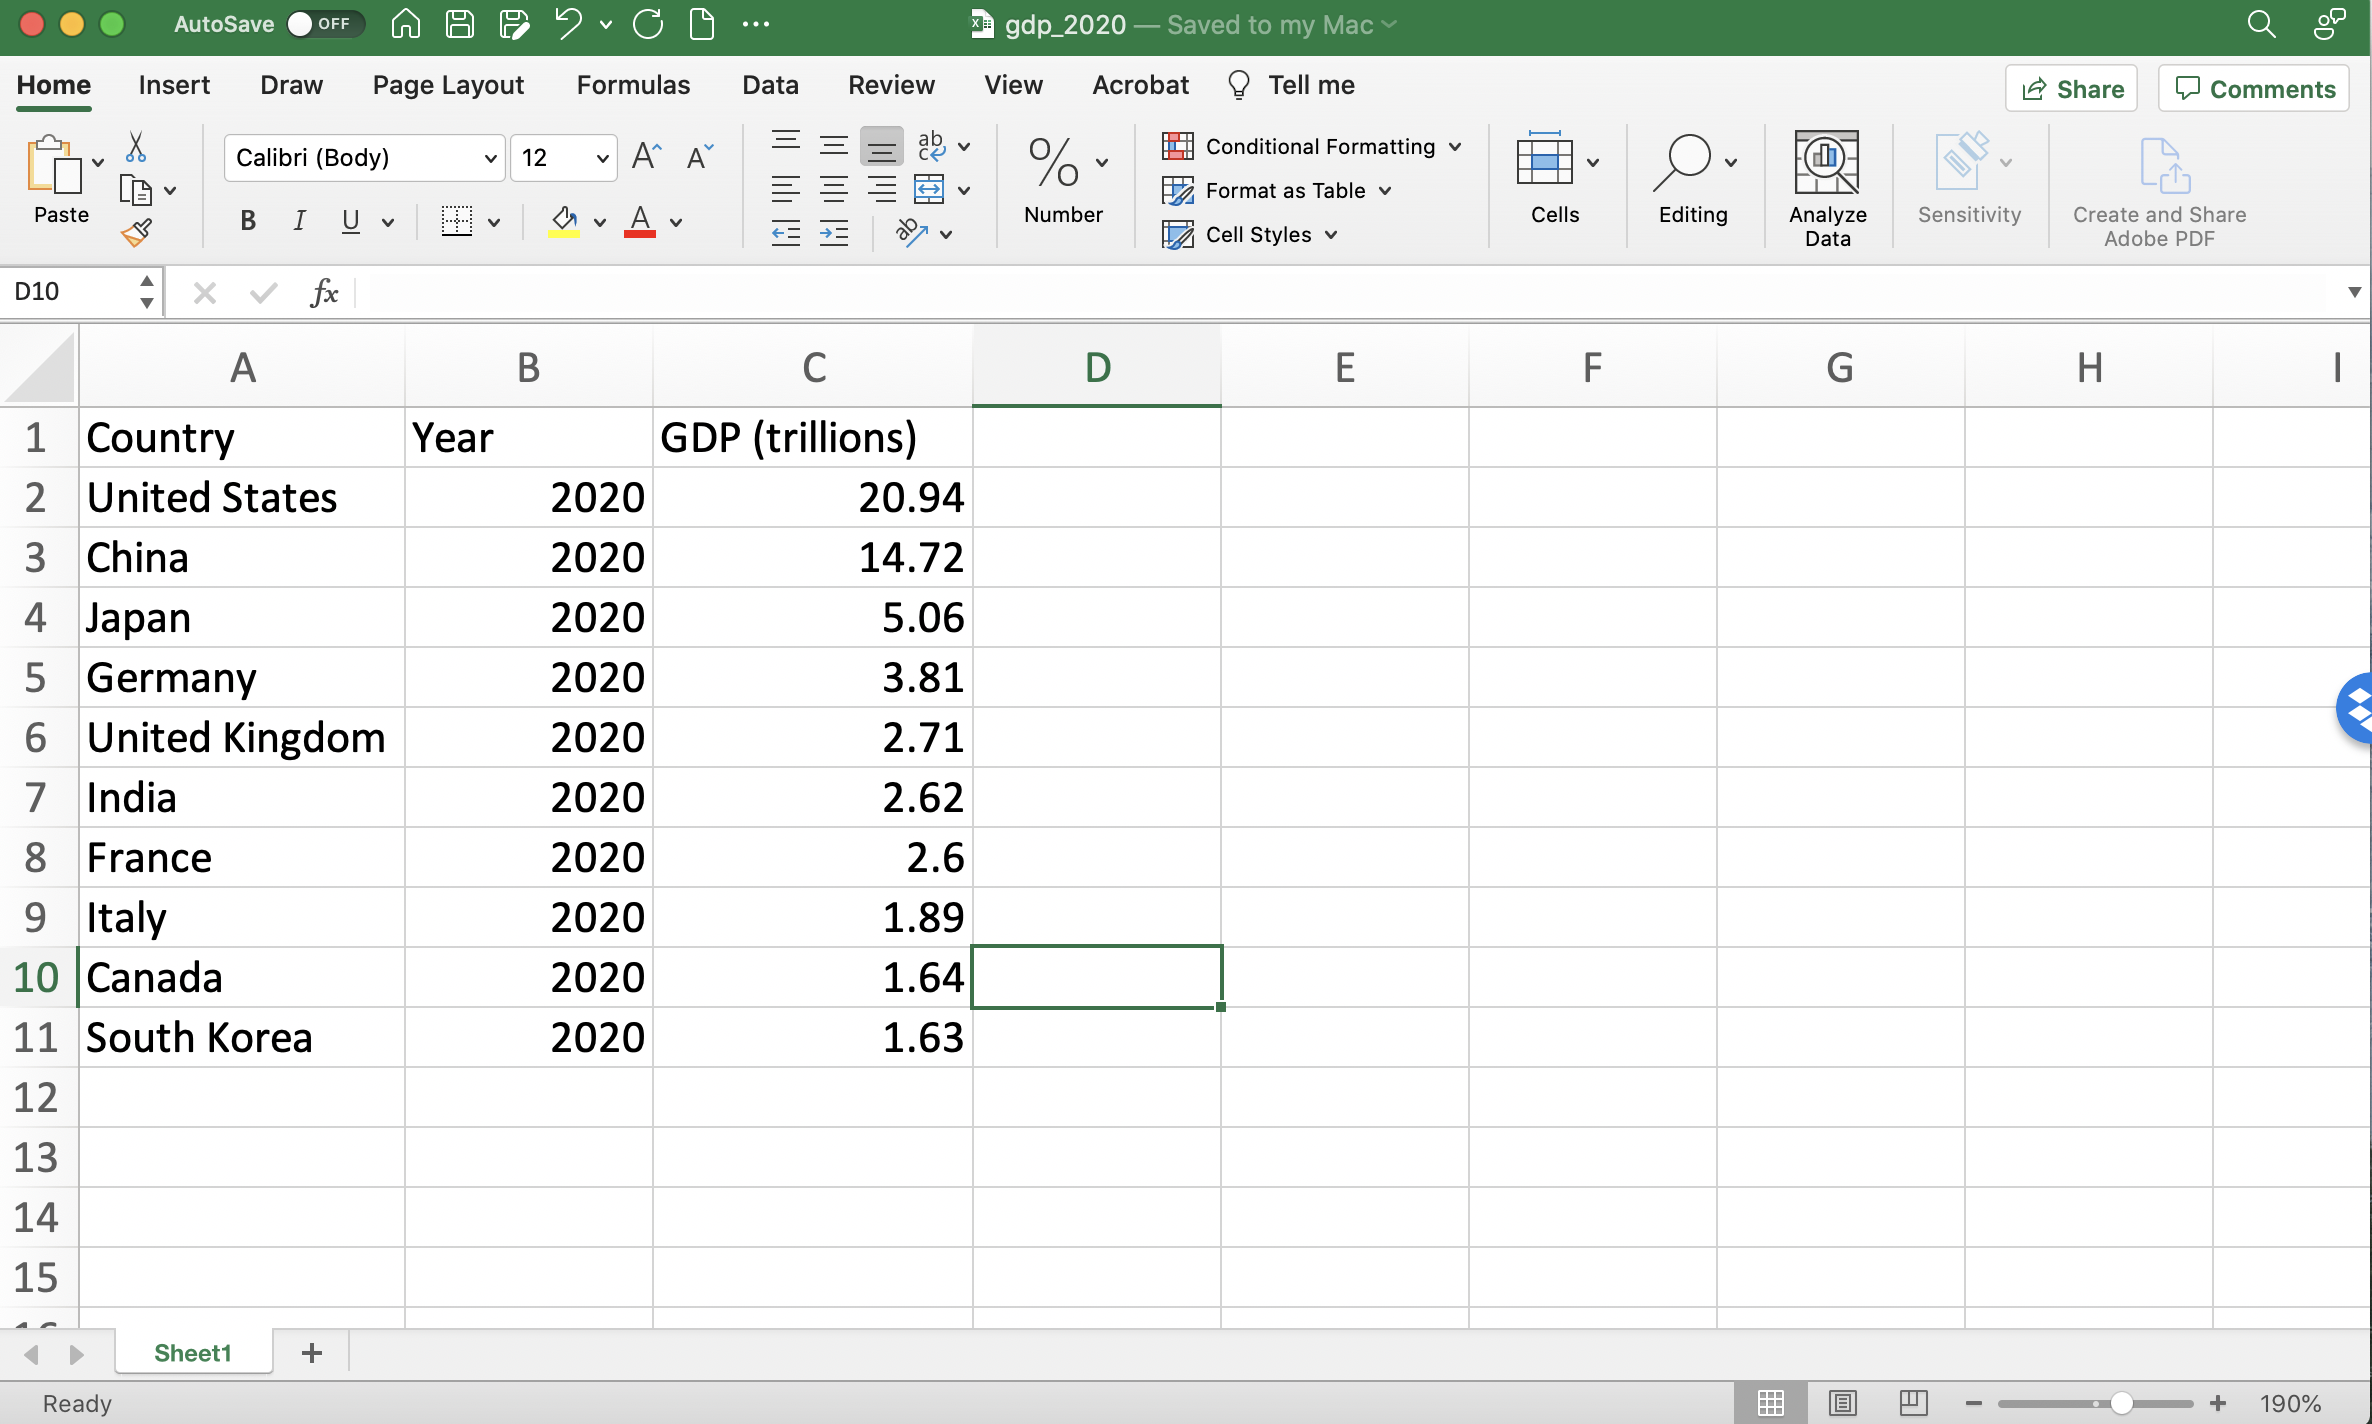 AutoSave OFF gdp_2020 — Saved to my Mac
Home Insert Draw Page Layout Formulas Data Review View Acrobat Tell me Share Comments
Paste Calibri (Body) 12 A A
B I U A
ab
c
ab
% Number
Conditional Formatting
Format as Table
Cell Styles
Cells Editing Analyze Data Sensitivity Create and Share Adobe PDF
D10 fx
A B C D E F G H I
1 Country Year GDP (trillions)
2 United States 2020 20.94
3 China 2020 14.72
4 Japan 2020 5.06
5 Germany 2020 3.81
6 United Kingdom 2020 2.71
7 India 2020 2.62
8 France 2020 2.6
9 Italy 2020 1.89
10 Canada 2020 1.64
11 South Korea 2020 1.63
12
13
14
15
16
Sheet1 +
Ready 190%